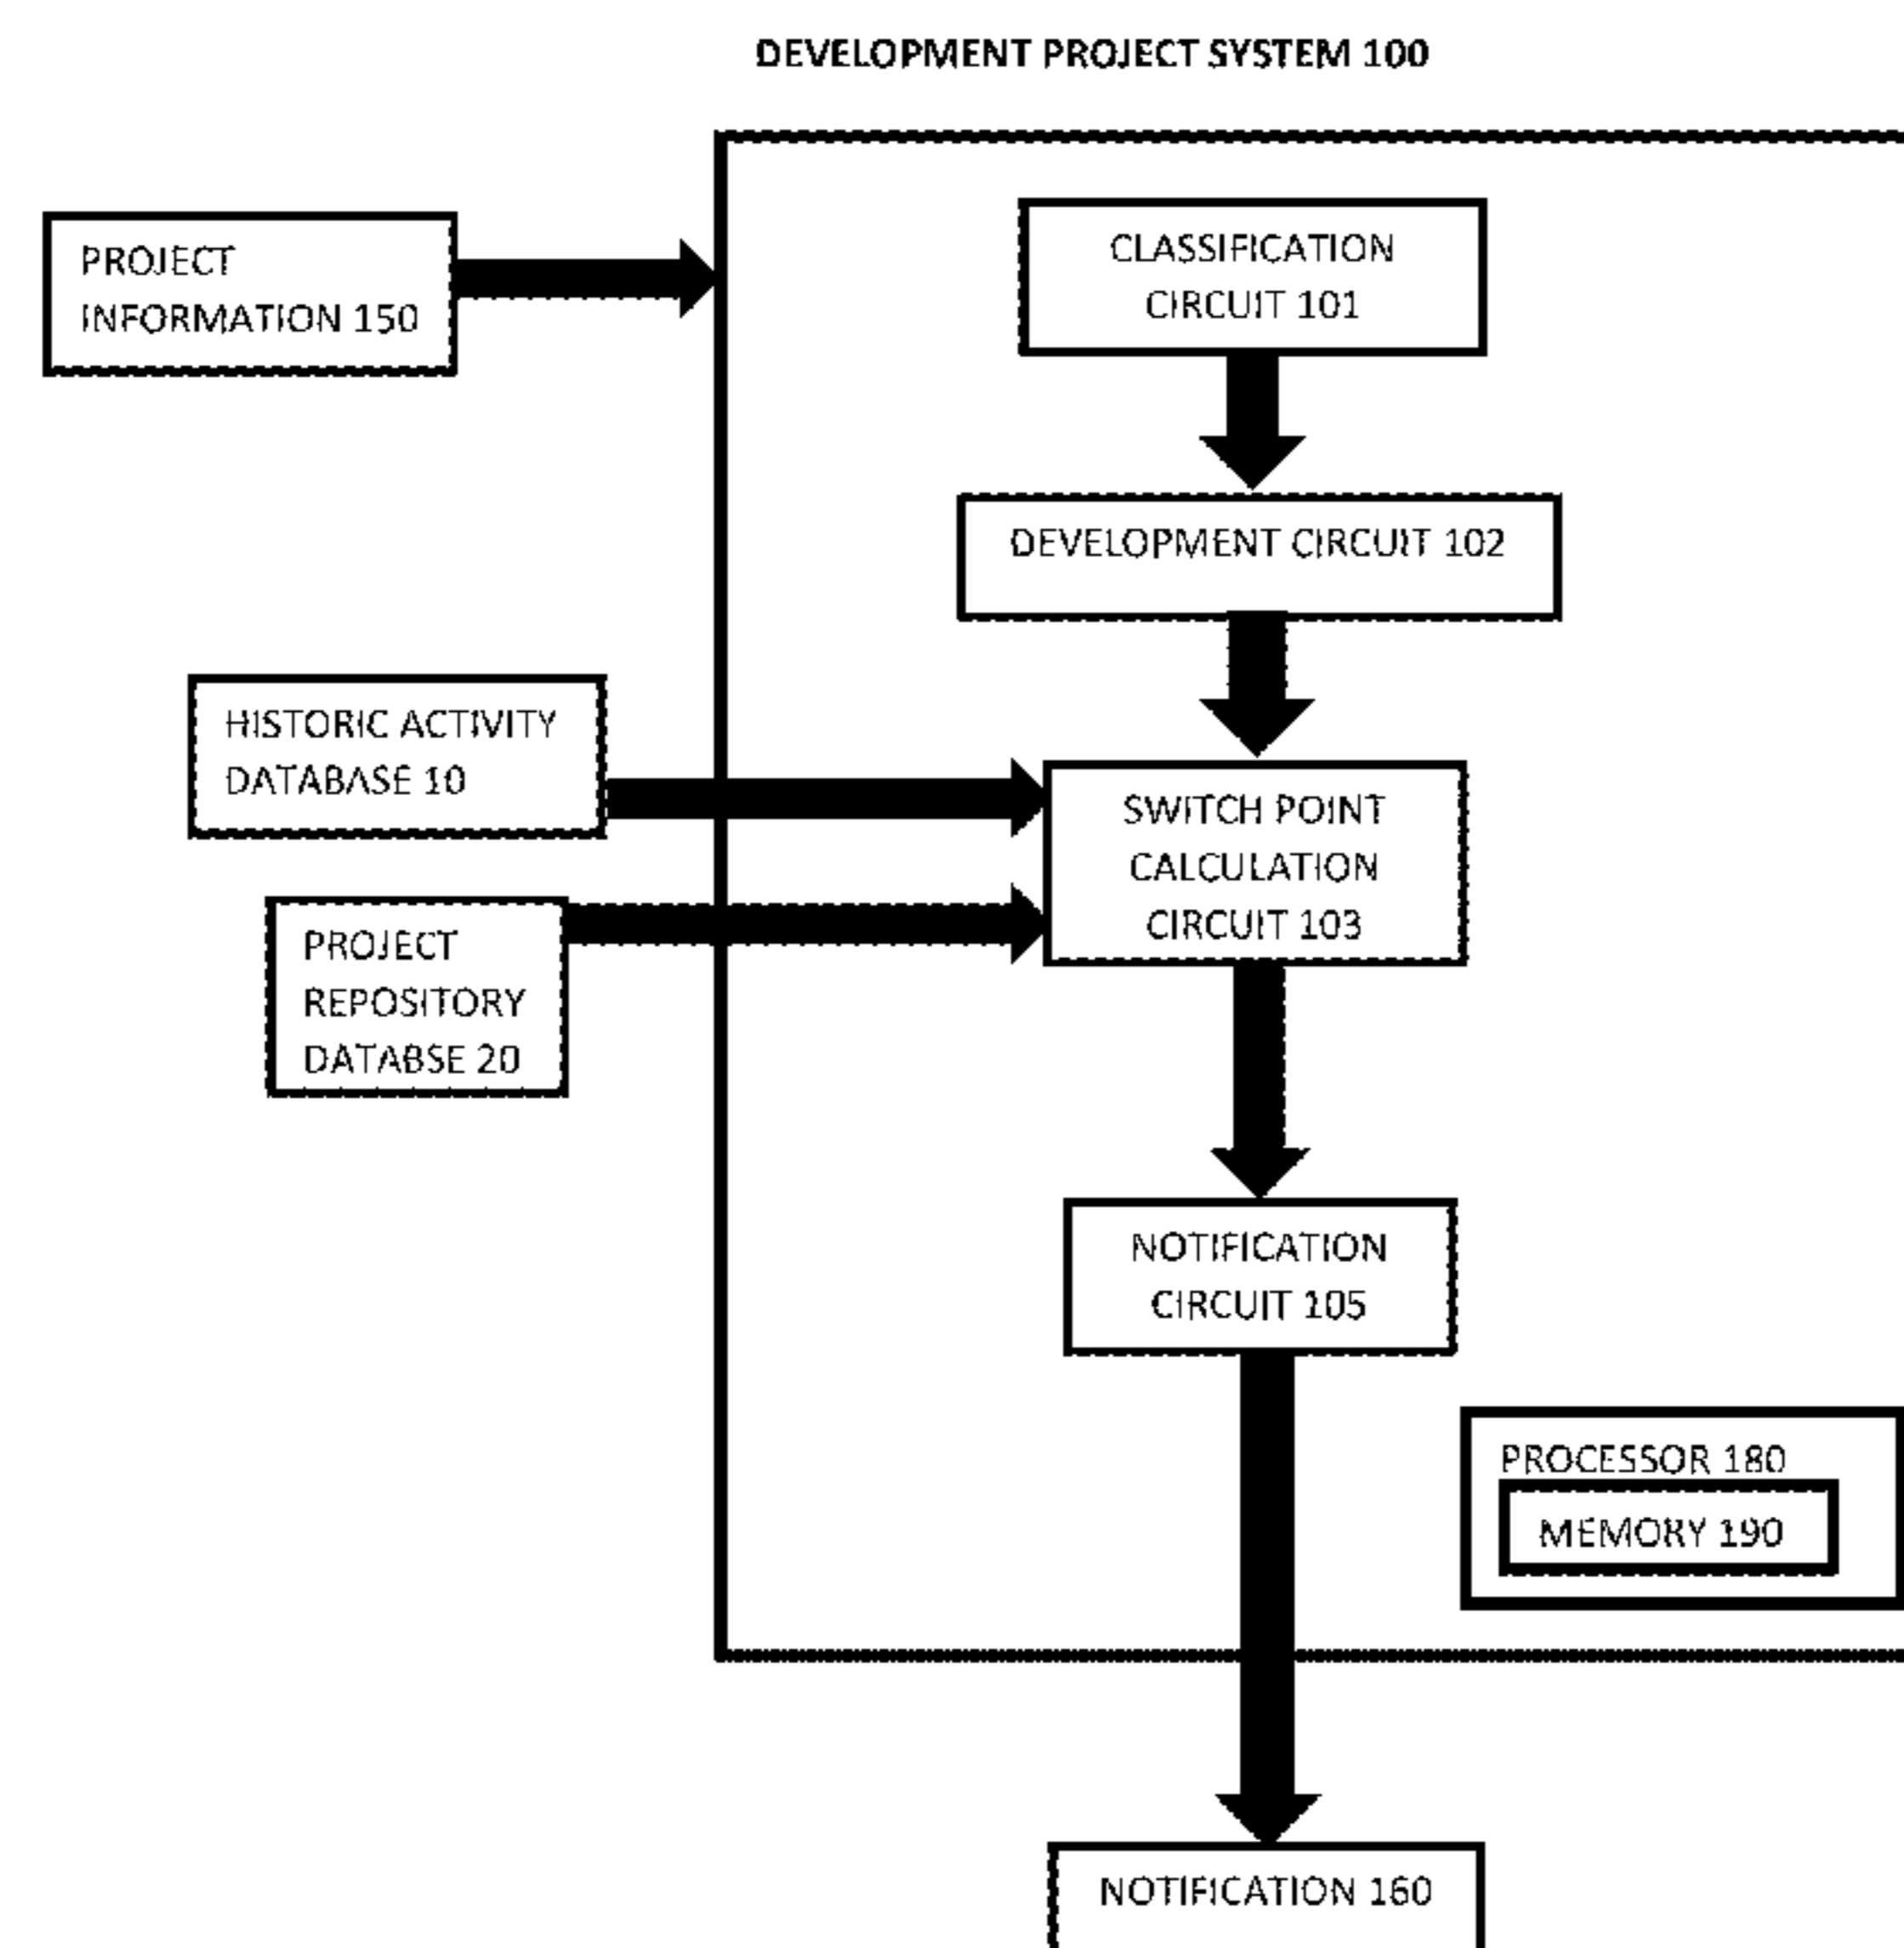 DEVELOPMENT PROJECT SYSTEM 100
PROJECT
INFORMATION 150
CLASSIFICATION
CIRCUIT 101
DEVELOPMENT CIRCUIT 102
HISTORIC ACTIVITY
DATABASE 10
SWITCH POINT
CALCULATION
CIRCUIT 103
PROJECT
REPOSITORY
DATABSE 20
NOTIFICATION
CIRCUIT 105
PROCESSOR 180
MEMORY 190
NOTIFICATION 160